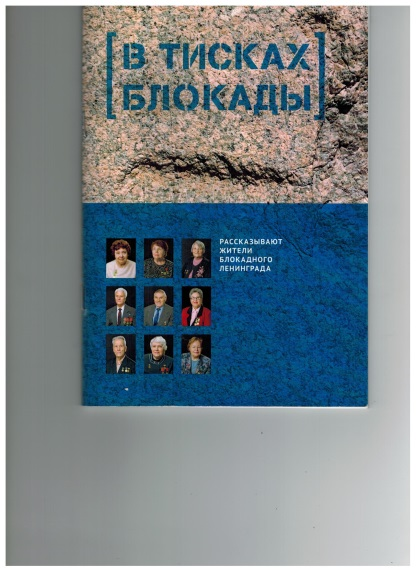 [В ТИСКАХ
БЛОКАДЫ]
РАССКАЗЫВАЮТ
ЖИТЕЛИ
БЛОКАДНОГО
ЛЕНИНГРАДА